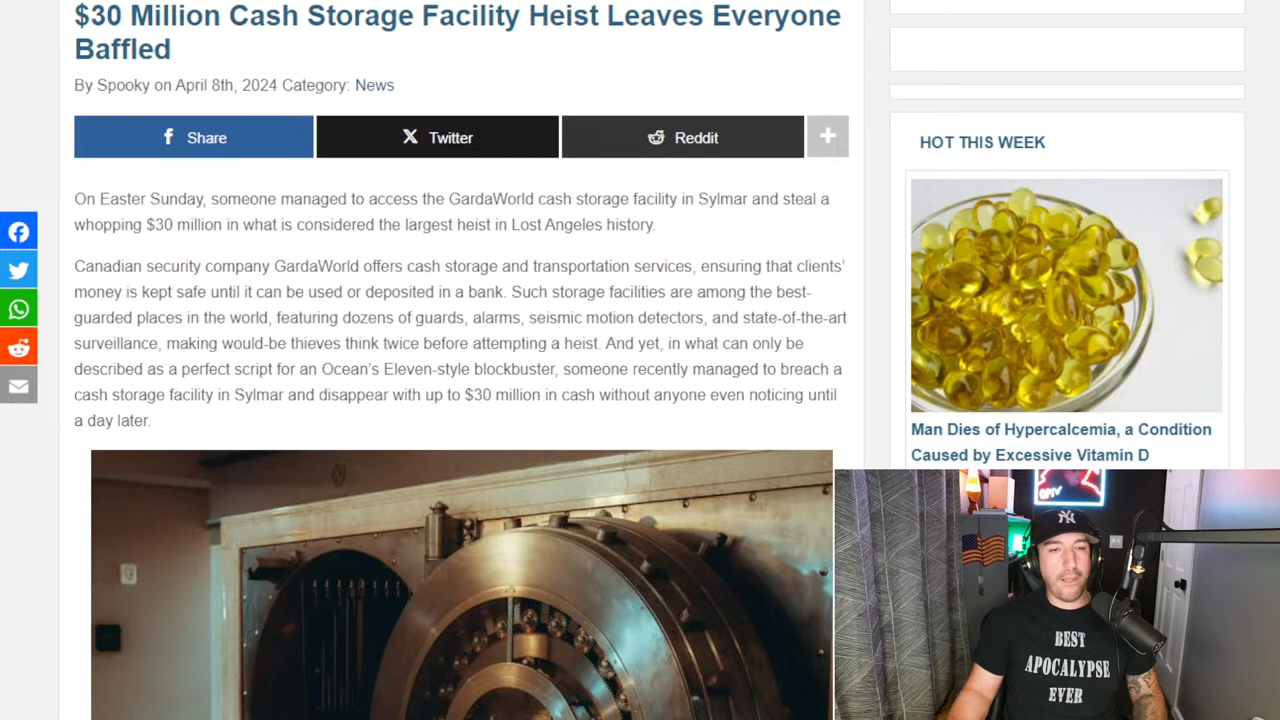 $30 Million Cash Storage Facility Heist Leaves Everyone
Baffled
By Spooky on April 8th, 2024 Category: News
Share
Twitter
Reddit
On Easter Sunday, someone managed to access the GardaWorld cash storage facility in Sylmar and steal a
whopping $30 million in what is considered the largest heist in Lost Angeles history.
Canadian security company GardaWorld offers cash storage and transportation services, ensuring that clients’
money is kept safe until it can be used or deposited in a bank. Such storage facilities are among the best-
guarded places in the world, featuring dozens of guards, alarms, seismic motion detectors, and state-of-the-art
surveillance, making would-be thieves think twice before attempting a heist. And yet, in what can only be
described as a perfect script for an Ocean’s Eleven-style blockbuster, someone recently managed to breach a
cash storage facility in Sylmar and disappear with up to $30 million in cash without anyone even noticing until
a day later.
HOT THIS WEEK
Man Dies of Hypercalcemia, a Condition
Caused by Excessive Vitamin D
NY
BEST
APOCALYPSE
EVER